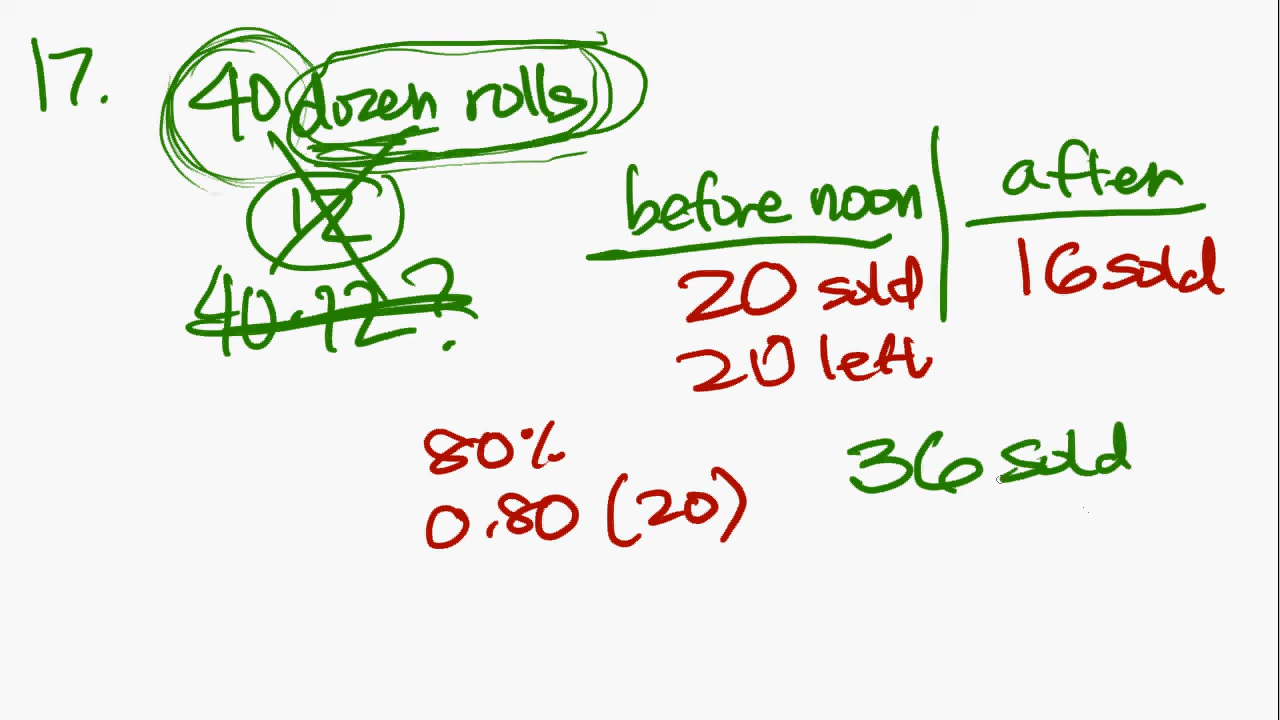 17. 40 dozen rolls
12
40·12?
before noon
20 sold
20 left
after
16 sold
80%
0.80 (20)
36 sold